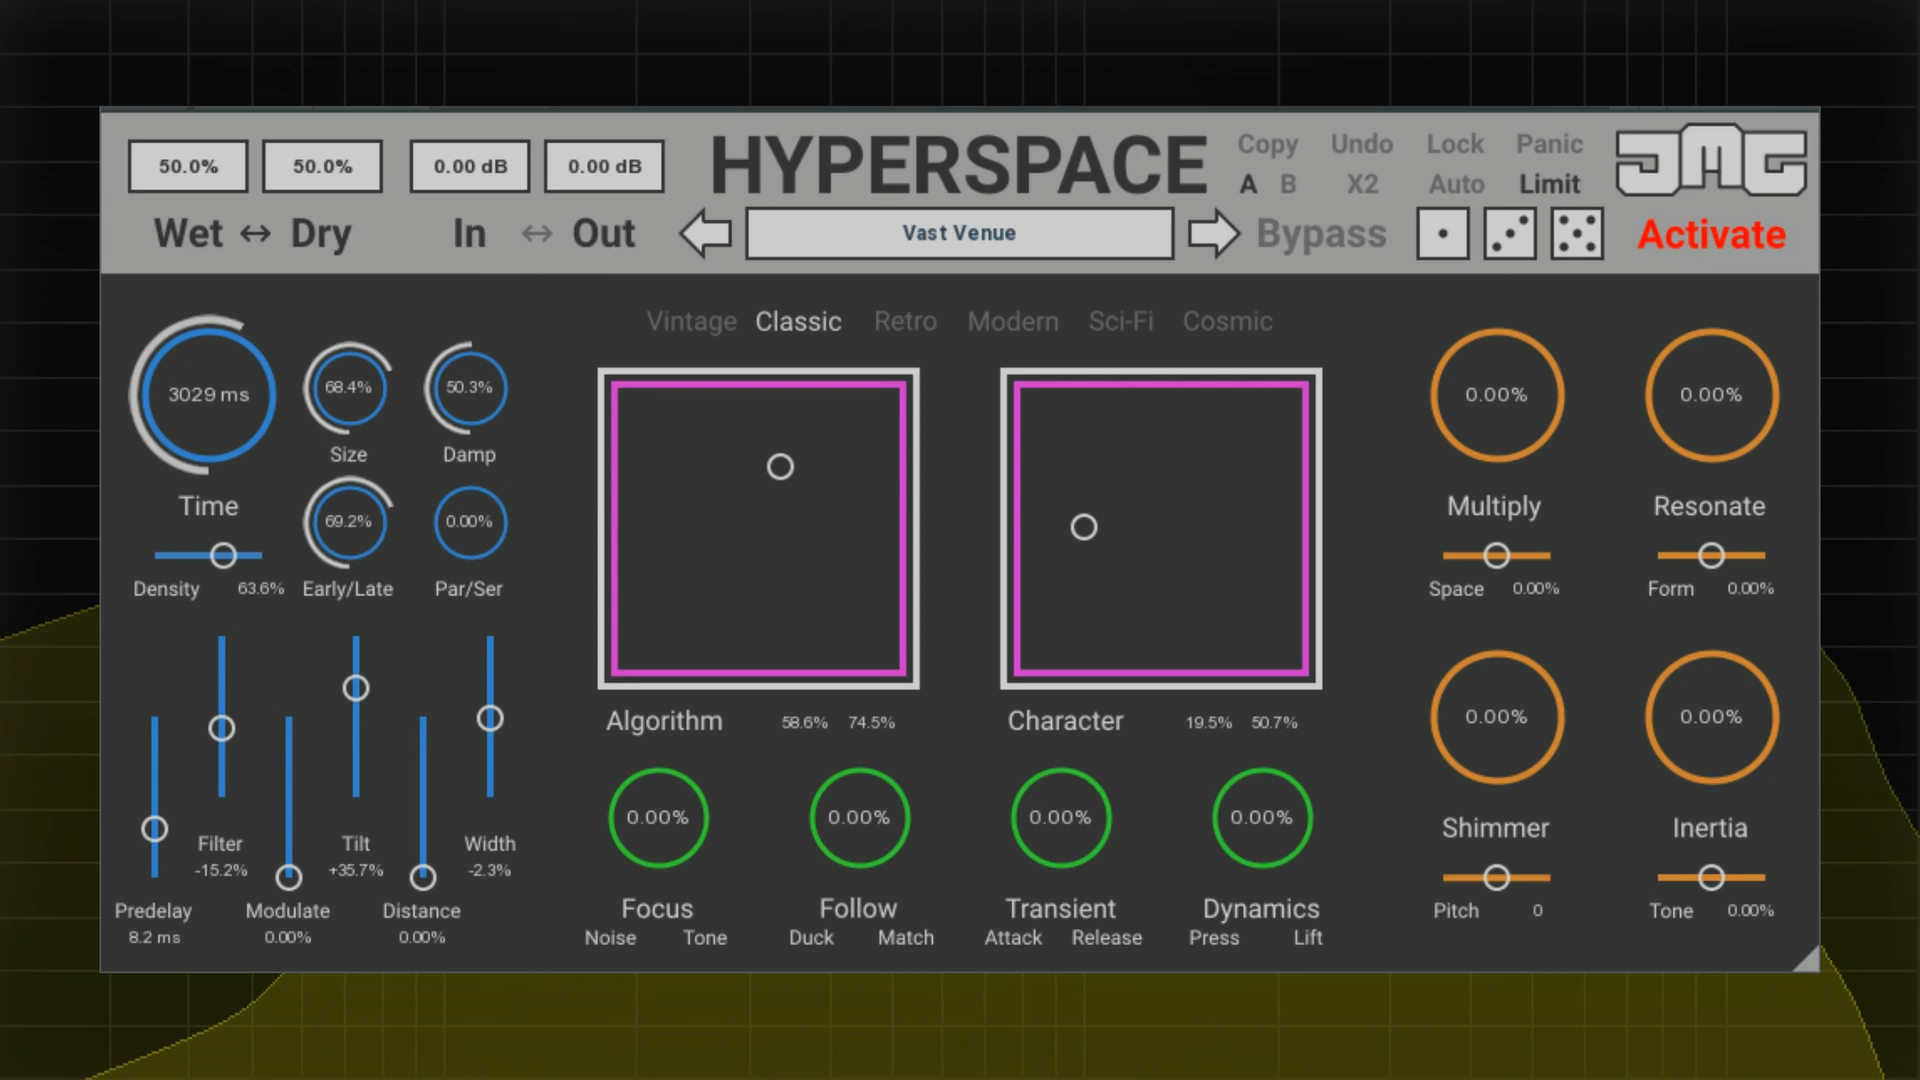 50.0% 50.0% 0.00 dB 0.00 dB
Wet ↔ Dry In ↔ Out
HYPERSPACE
Vast Venue
Copy Undo Lock Panic
A B X2 Auto Limit
JMG
Bypass Activate
Vintage Classic Retro Modern Sci-Fi Cosmic
3029 ms
Time
Density 63.6%
68.4%
Size
50.3%
Damp
69.2%
Early/Late
0.00%
Par/Ser
Predelay
8.2 ms
Filter
-15.2%
Modulate
0.00%
Tilt
+35.7%
Distance
0.00%
Width
-2.3%
Algorithm 58.6% 74.5%
Character 19.5% 50.7%
0.00%
Focus
Noise Tone
0.00%
Follow
Duck Match
0.00%
Transient
Attack Release
0.00%
Dynamics
Press Lift
0.00%
Multiply
Space 0.00%
0.00%
Resonate
Form 0.00%
0.00%
Shimmer
Pitch 0
0.00%
Inertia
Tone 0.00%